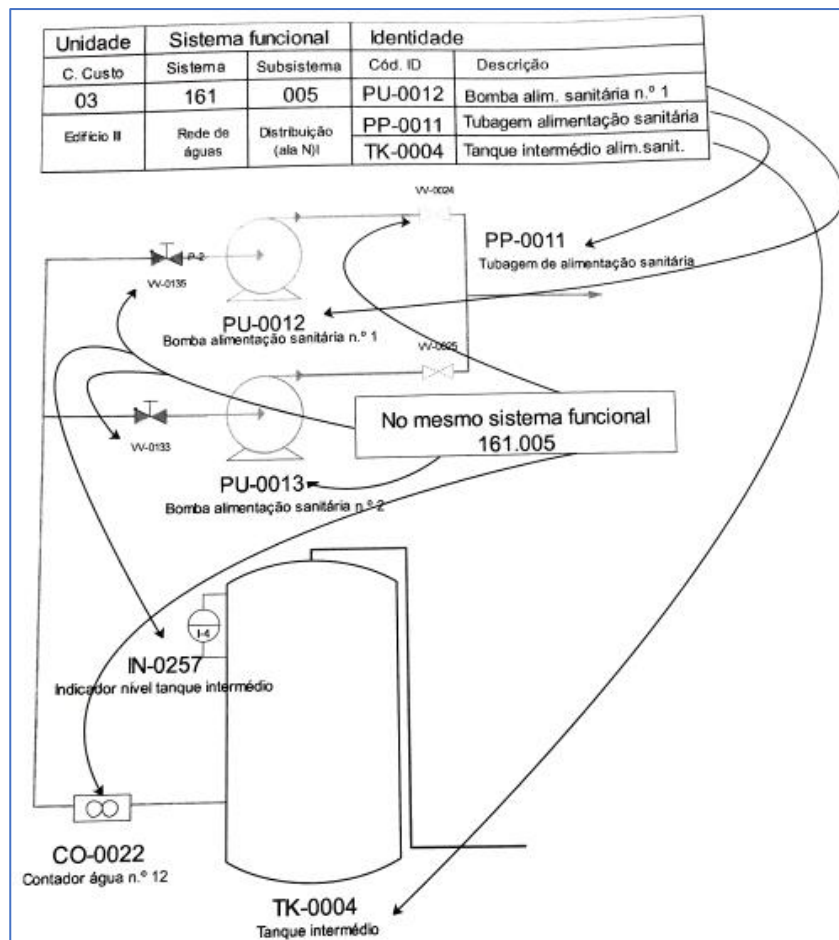 Unidade Sistema funcional Identidade
C. Custo Sistema Subsistema Cód. ID Descrição
03 161 005 PU-0012 Bomba alim. sanitária n.º 1
Edifício III Rede de águas Distribuição (ala N)l PP-0011 Tubagem alimentação sanitária
TK-0004 Tanque intermédio alim.sanit.
VV-0024
PP-0011
Tubagem de alimentação sanitária
P-2
VV-0135
PU-0012
Bomba alimentação sanitária n.º 1
VV-0025
No mesmo sistema funcional
161.005
VV-0133
PU-0013
Bomba alimentação sanitária n.º 2
I-4
IN-0257
Indicador nível tanque intermédio
CO-0022
Contador água n.º 12
TK-0004
Tanque intermédio